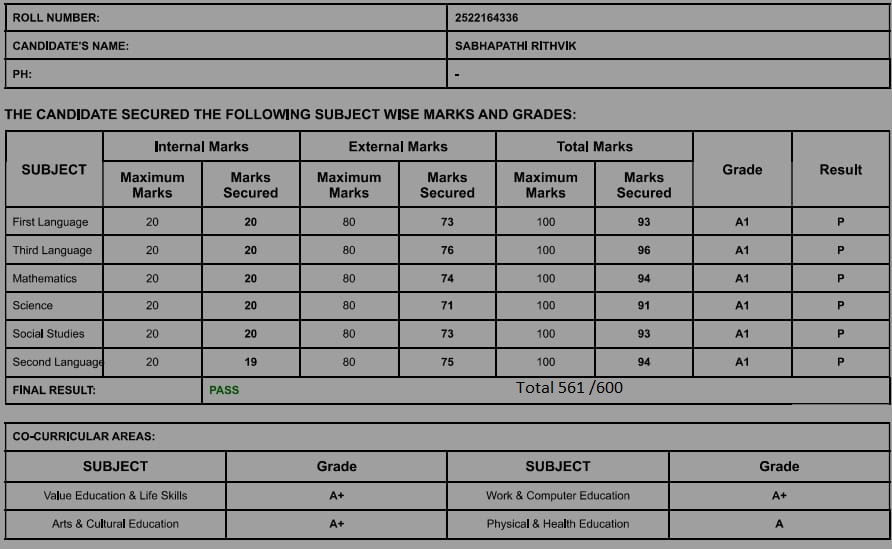 ROLL NUMBER: 2522164336
CANDIDATE'S NAME: SABHAPATHI RITHVIK
PH: -
THE CANDIDATE SECURED THE FOLLOWING SUBJECT WISE MARKS AND GRADES:
SUBJECT Internal Marks External Marks Total Marks Grade Result
Maximum Marks Marks Secured Maximum Marks Marks Secured Maximum Marks Marks Secured
First Language 20 20 80 73 100 93 A1 P
Third Language 20 20 80 76 100 96 A1 P
Mathematics 20 20 80 74 100 94 A1 P
Science 20 20 80 71 100 91 A1 P
Social Studies 20 20 80 73 100 93 A1 P
Second Language 20 19 80 75 100 94 A1 P
FINAL RESULT: PASS Total 561 /600
CO-CURRICULAR AREAS:
SUBJECT Grade SUBJECT Grade
Value Education & Life Skills A+ Work & Computer Education A+
Arts & Cultural Education A+ Physical & Health Education A